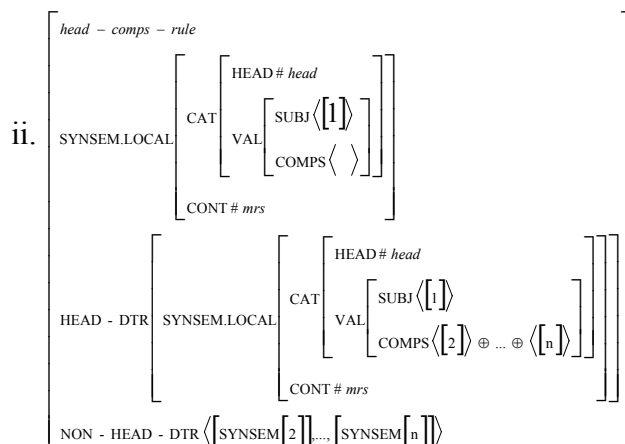 head – comps – rule
HEAD # head
CAT
SUBJ ⟨[1]⟩
ii. SYNSEM.LOCAL
VAL
COMPS ⟨ ⟩
CONT # mrs
HEAD # head
CAT
SUBJ ⟨[1]⟩
HEAD - DTR
SYNSEM.LOCAL
VAL
COMPS ⟨[2]⟩ ⊕ ... ⊕ ⟨[n]⟩
CONT # mrs
NON - HEAD - DTR ⟨[SYNSEM[2]],..., [SYNSEM[n]]⟩